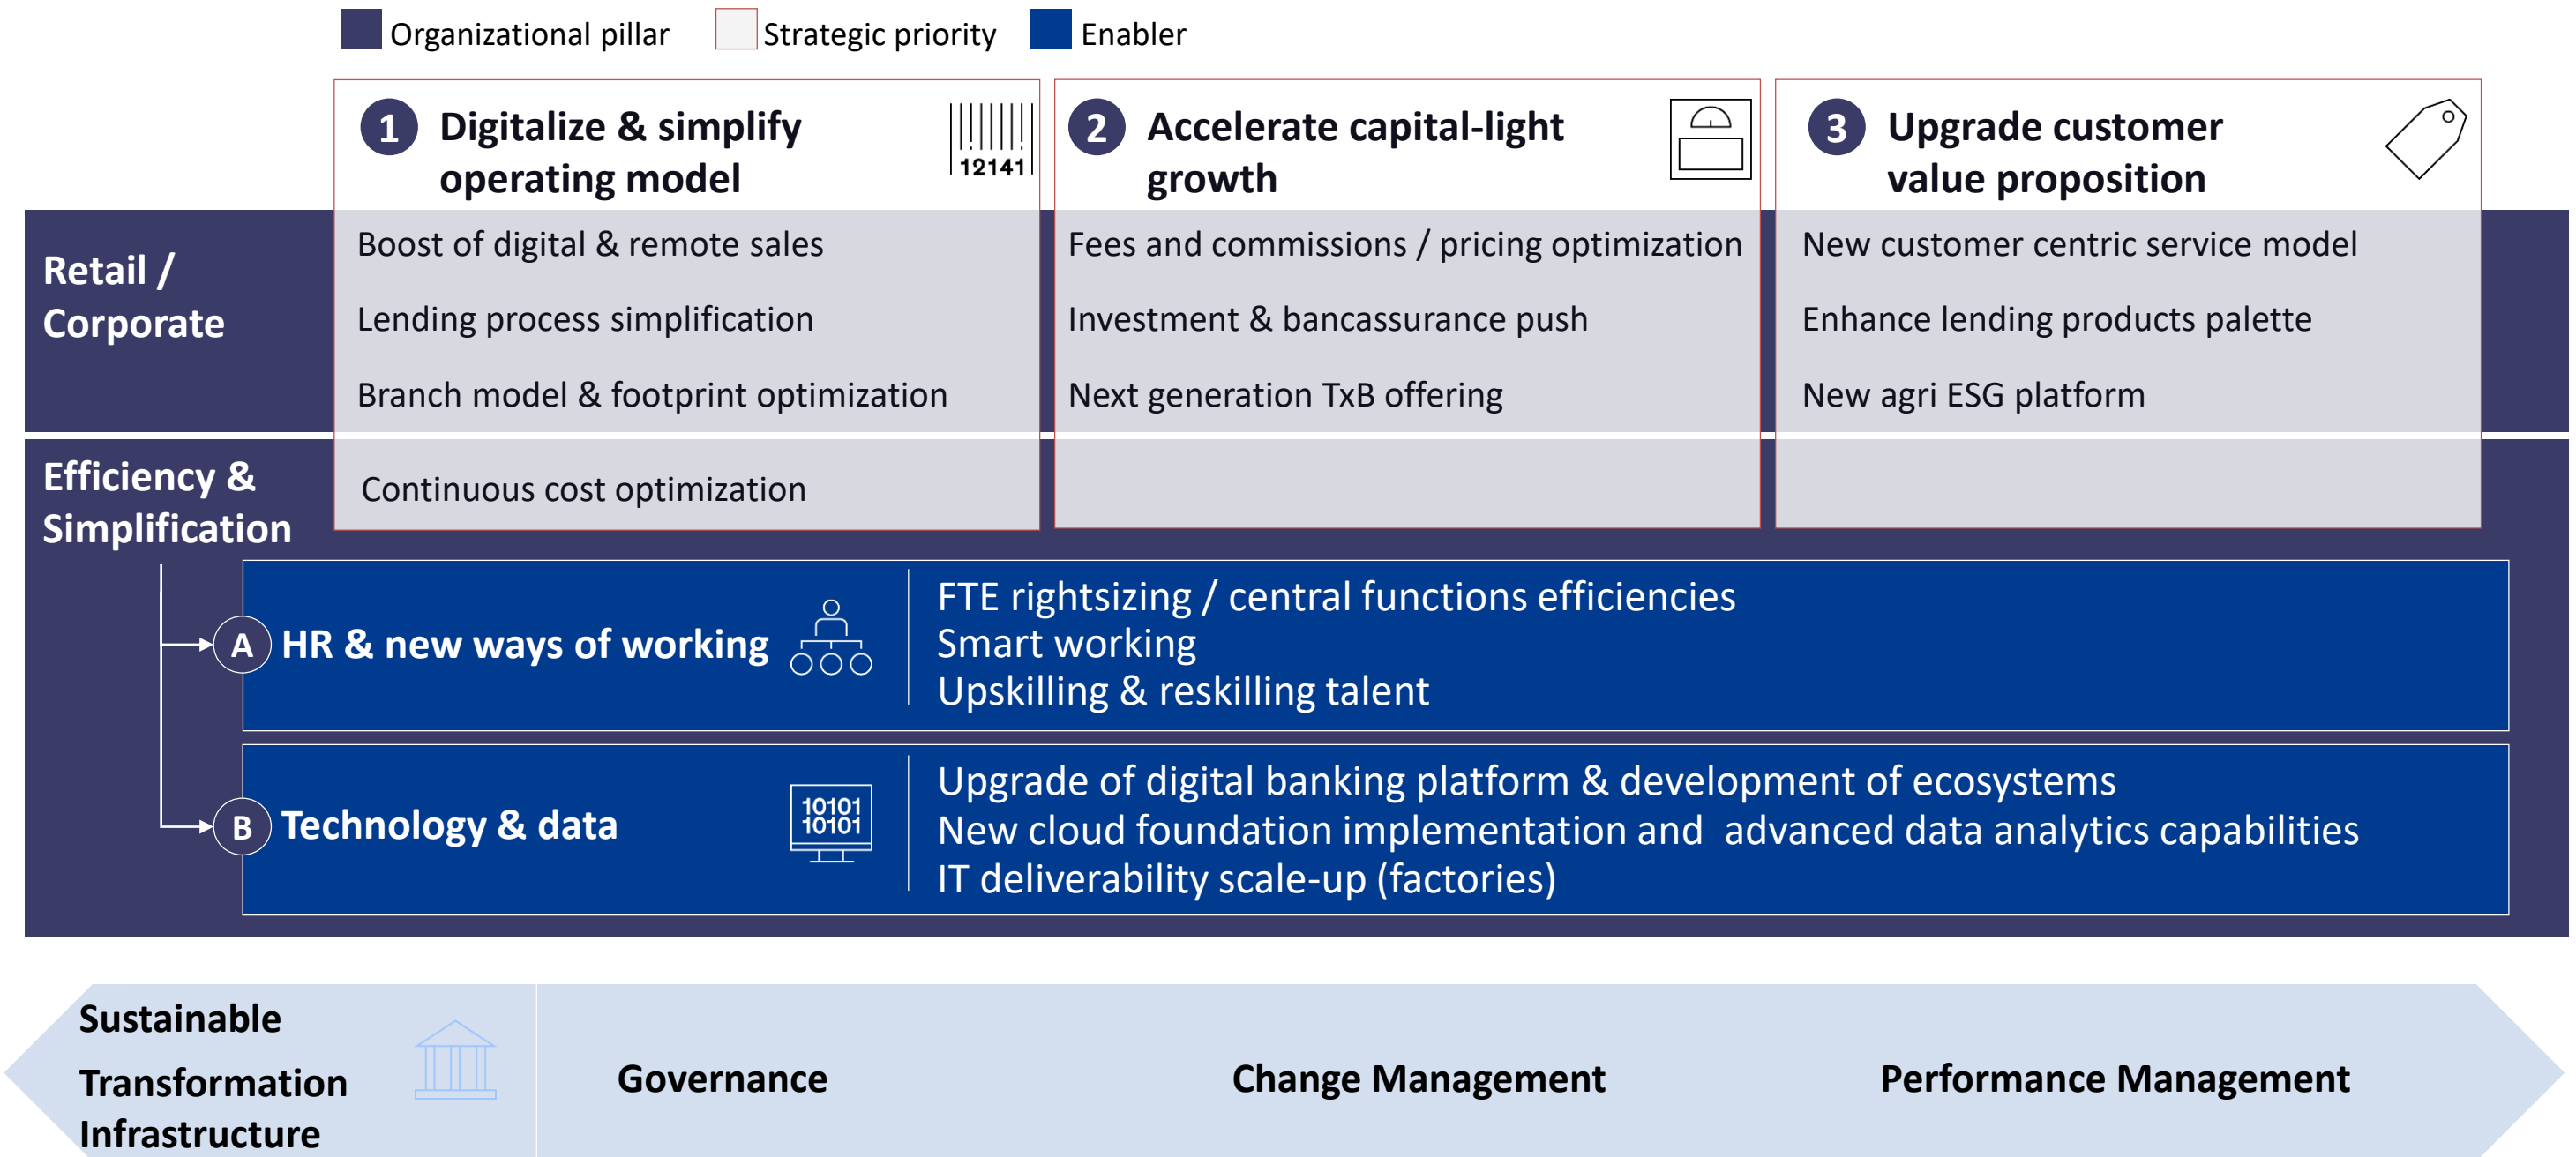 Organizational pillar
Strategic priority
Enabler
1
Digitalize & simplify
operating model
12141
2
Accelerate capital-light
growth
3
Upgrade customer
value proposition
Retail /
Corporate
Boost of digital & remote sales
Lending process simplification
Branch model & footprint optimization
Fees and commissions / pricing optimization
Investment & bancassurance push
Next generation TxB offering
New customer centric service model
Enhance lending products palette
New agri ESG platform
Efficiency &
Simplification
Continuous cost optimization
A
HR & new ways of working
FTE rightsizing / central functions efficiencies
Smart working
Upskilling & reskilling talent
B
Technology & data
10101
10101
Upgrade of digital banking platform & development of ecosystems
New cloud foundation implementation and  advanced data analytics capabilities
IT deliverability scale-up (factories)
Sustainable
Transformation
Infrastructure
Governance
Change Management
Performance Management